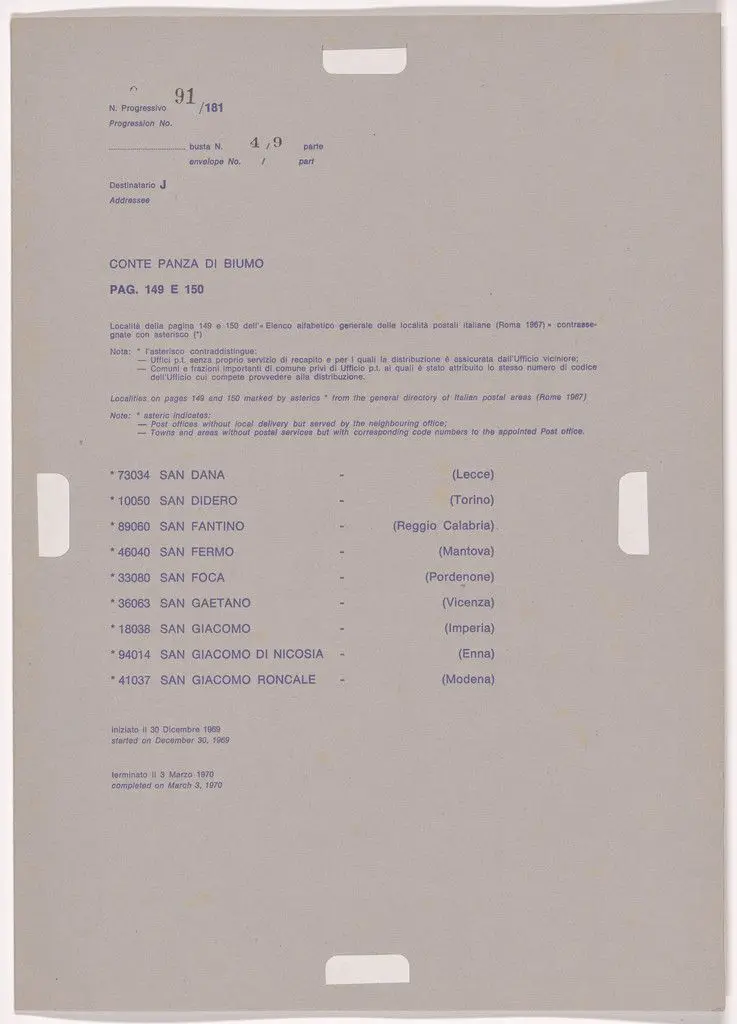 N. Progressivo 91 /181
Progression No.
busta N. 4 / 9 parte
envelope No. / part
Destinatario J
Addressee
CONTE PANZA DI BIUMO
PAG. 149 E 150
Località della pagina 149 e 150 dell'« Elenco alfabetico generale delle località postali italiane (Roma 1967) » contrasse-
gnate con asterisco (*)
Nota: * l'asterisco contraddistingue:
— Uffici p.t. senza proprio servizio di recapito e per i quali la distribuzione è assicurata dall'Ufficio viciniore;
— Comuni e frazioni importanti di comune privi di Ufficio p.t. ai quali è stato attribuito lo stesso numero di codice
dell'Ufficio cui compete provvedere alla distribuzione.
Localities on pages 149 and 150 marked by asterics * from the general directory of Italian postal areas (Rome 1967)
Note: * asteric indicates:
— Post offices without local delivery but served by the neighbouring office;
— Towns and areas without postal services but with corresponding code numbers to the appointed Post office.
* 73034 SAN DANA - (Lecce)
* 10050 SAN DIDERO - (Torino)
* 89060 SAN FANTINO - (Reggio Calabria)
* 46040 SAN FERMO - (Mantova)
* 33080 SAN FOCA - (Pordenone)
* 36063 SAN GAETANO - (Vicenza)
* 18038 SAN GIACOMO - (Imperia)
* 94014 SAN GIACOMO DI NICOSIA - (Enna)
* 41037 SAN GIACOMO RONCALE - (Modena)
iniziato il 30 Dicembre 1969
started on December 30, 1969
terminato il 3 Marzo 1970
completed on March 3, 1970